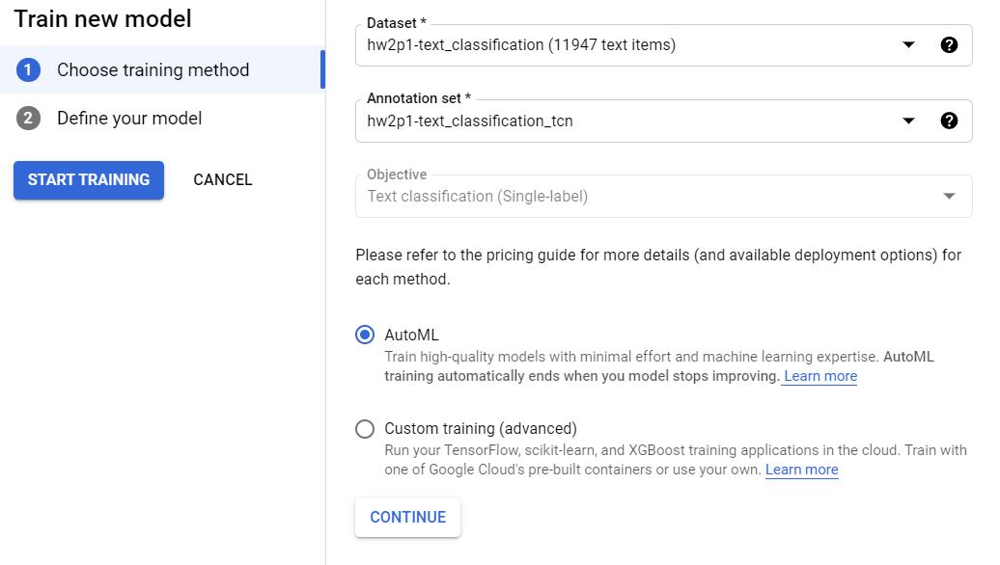 Train new model
1 Choose training method
2 Define your model
START TRAINING CANCEL
Dataset *
hw2p1-text_classification (11947 text items)
?
Annotation set *
hw2p1-text_classification_tcn
?
Objective
Text classification (Single-label)
Please refer to the pricing guide for more details (and available deployment options) for
each method.
AutoML
Train high-quality models with minimal effort and machine learning expertise. AutoML
training automatically ends when you model stops improving. Learn more
Custom training (advanced)
Run your TensorFlow, scikit-learn, and XGBoost training applications in the cloud. Train with
one of Google Cloud's pre-built containers or use your own. Learn more
CONTINUE